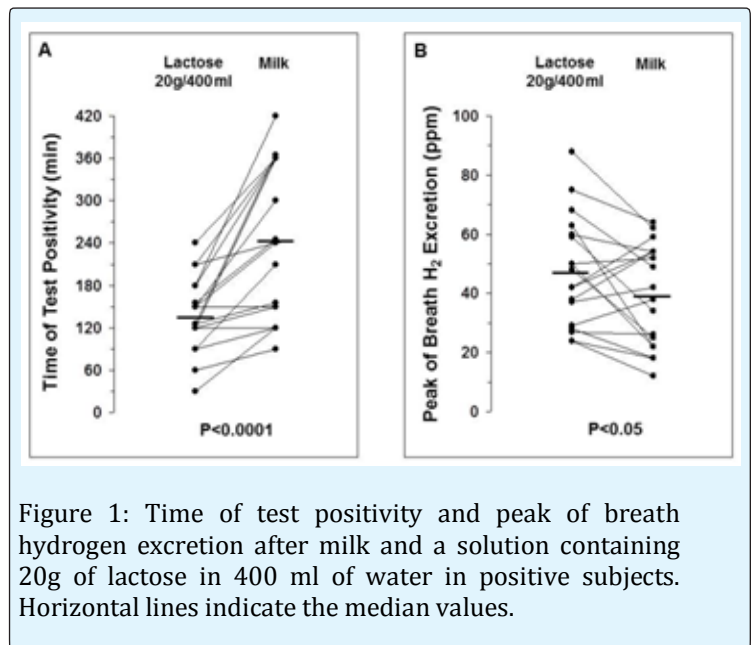 A
Lactose Milk
20g/400ml
Time of Test Positivity (min)
420
360
300
240
180
120
60
0
P<0.0001
B
Lactose Milk
20g/400ml
Peak of Breath H₂ Excretion (ppm)
100
80
60
40
20
0
P<0.05
Figure 1: Time of test positivity and peak of breath
hydrogen excretion after milk and a solution containing
20g of lactose in 400 ml of water in positive subjects.
Horizontal lines indicate the median values.